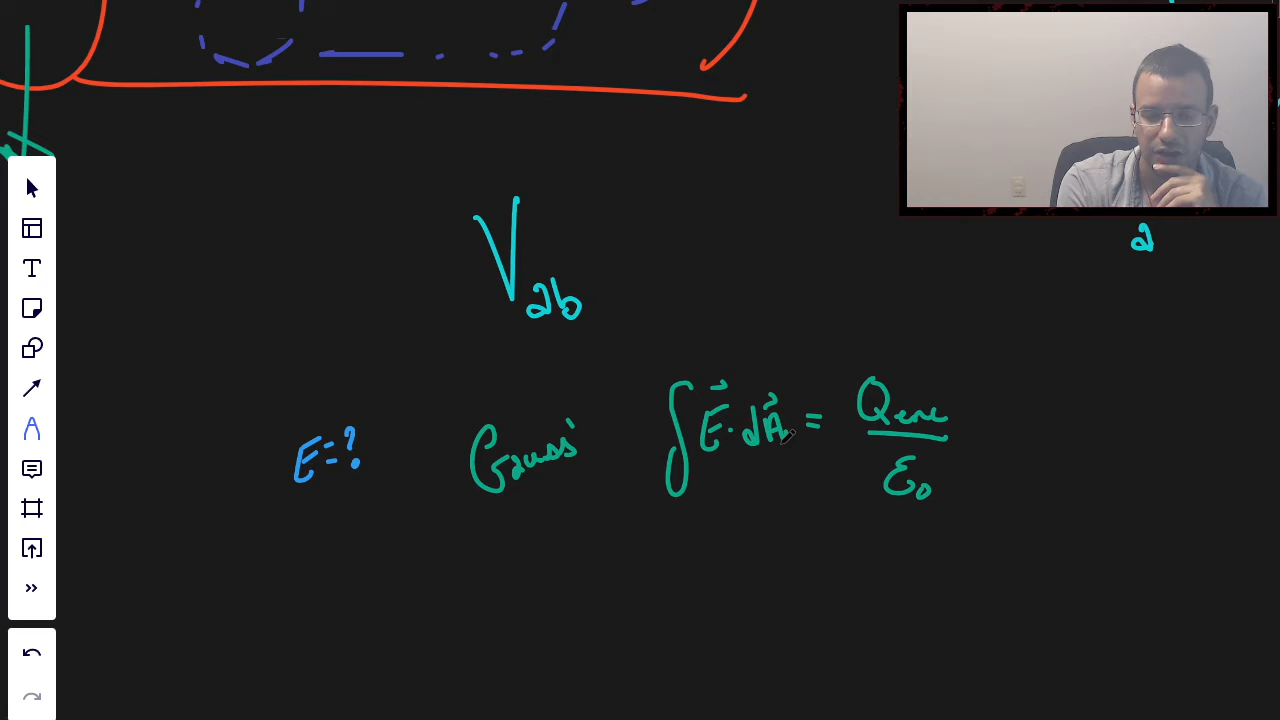 a
V_ab
E=? Gauss' ∫ E⃗ · dA⃗ = Q_enc / ε₀